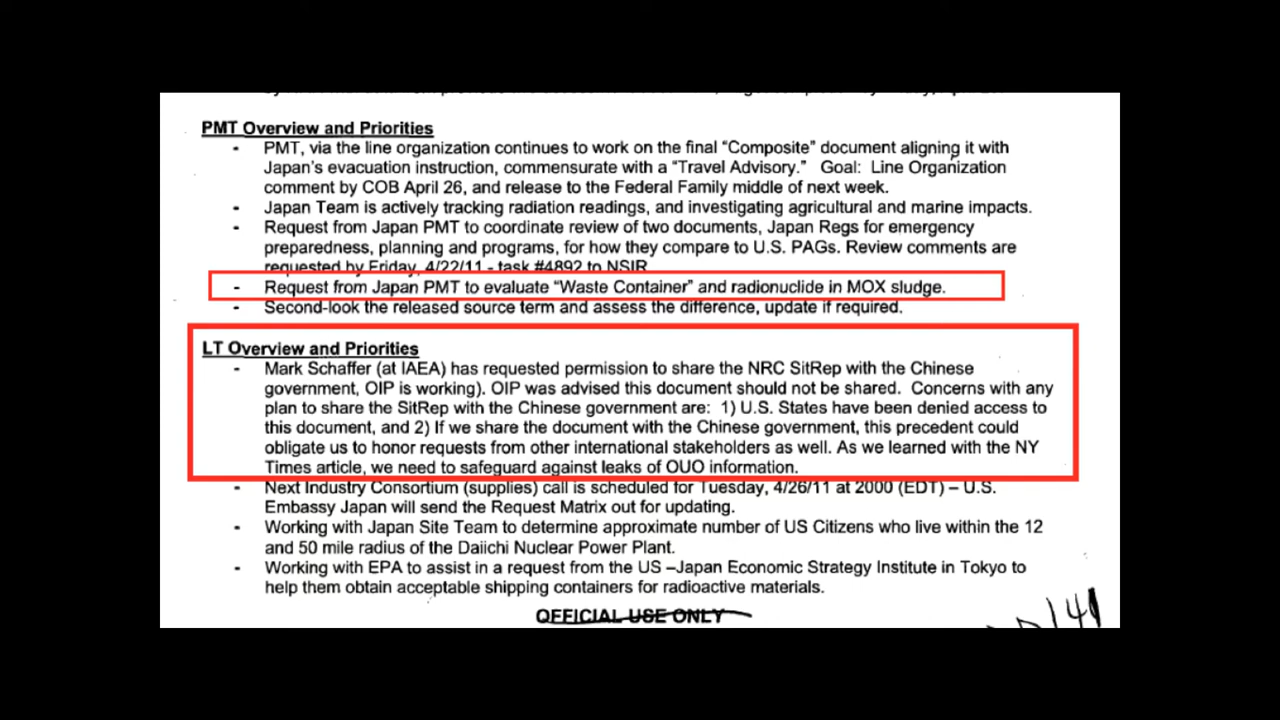 PMT Overview and Priorities
- PMT, via the line organization continues to work on the final “Composite” document aligning it with
Japan’s evacuation instruction, commensurate with a “Travel Advisory.” Goal: Line Organization
comment by COB April 26, and release to the Federal Family middle of next week.
- Japan Team is actively tracking radiation readings, and investigating agricultural and marine impacts.
- Request from Japan PMT to coordinate review of two documents, Japan Regs for emergency
preparedness, planning and programs, for how they compare to U.S. PAGs. Review comments are
requested by Friday, 4/22/11 - task #4892 to NSIR
- Request from Japan PMT to evaluate “Waste Container” and radionuclide in MOX sludge.
- Second-look the released source term and assess the difference, update if required.
LT Overview and Priorities
- Mark Schaffer (at IAEA) has requested permission to share the NRC SitRep with the Chinese
government, OIP is working). OIP was advised this document should not be shared. Concerns with any
plan to share the SitRep with the Chinese government are: 1) U.S. States have been denied access to
this document, and 2) If we share the document with the Chinese government, this precedent could
obligate us to honor requests from other international stakeholders as well. As we learned with the NY
Times article, we need to safeguard against leaks of OUO information.
- Next Industry Consortium (supplies) call is scheduled for Tuesday, 4/26/11 at 2000 (EDT) – U.S.
Embassy Japan will send the Request Matrix out for updating.
- Working with Japan Site Team to determine approximate number of US Citizens who live within the 12
and 50 mile radius of the Daiichi Nuclear Power Plant.
- Working with EPA to assist in a request from the US –Japan Economic Strategy Institute in Tokyo to
help them obtain acceptable shipping containers for radioactive materials.
OFFICIAL USE ONLY